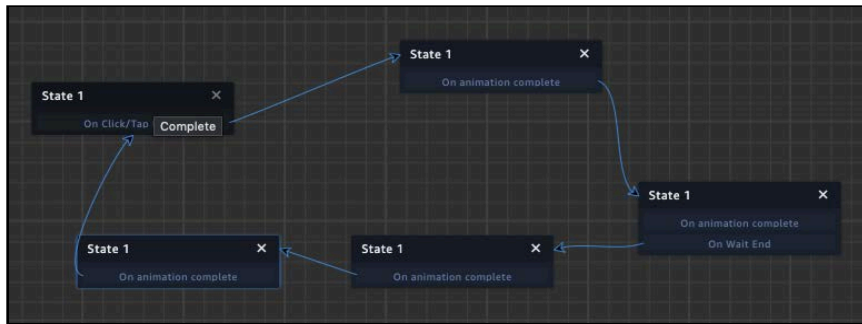 State 1
On animation complete
State 1
On Click/Tap
Complete
State 1
On animation complete
On Wait End
State 1
On animation complete
State 1
On animation complete